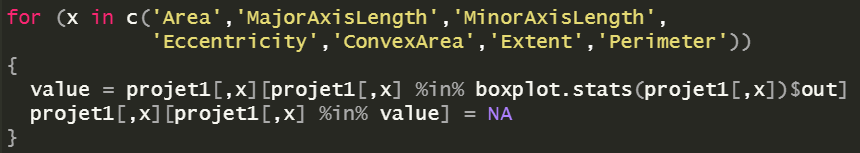 for (x in c('Area','MajorAxisLength','MinorAxisLength',
            'Eccentricity','ConvexArea','Extent','Perimeter'))
{
  value = projet1[,x][projet1[,x] %in% boxplot.stats(projet1[,x])$out]
  projet1[,x][projet1[,x] %in% value] = NA
}